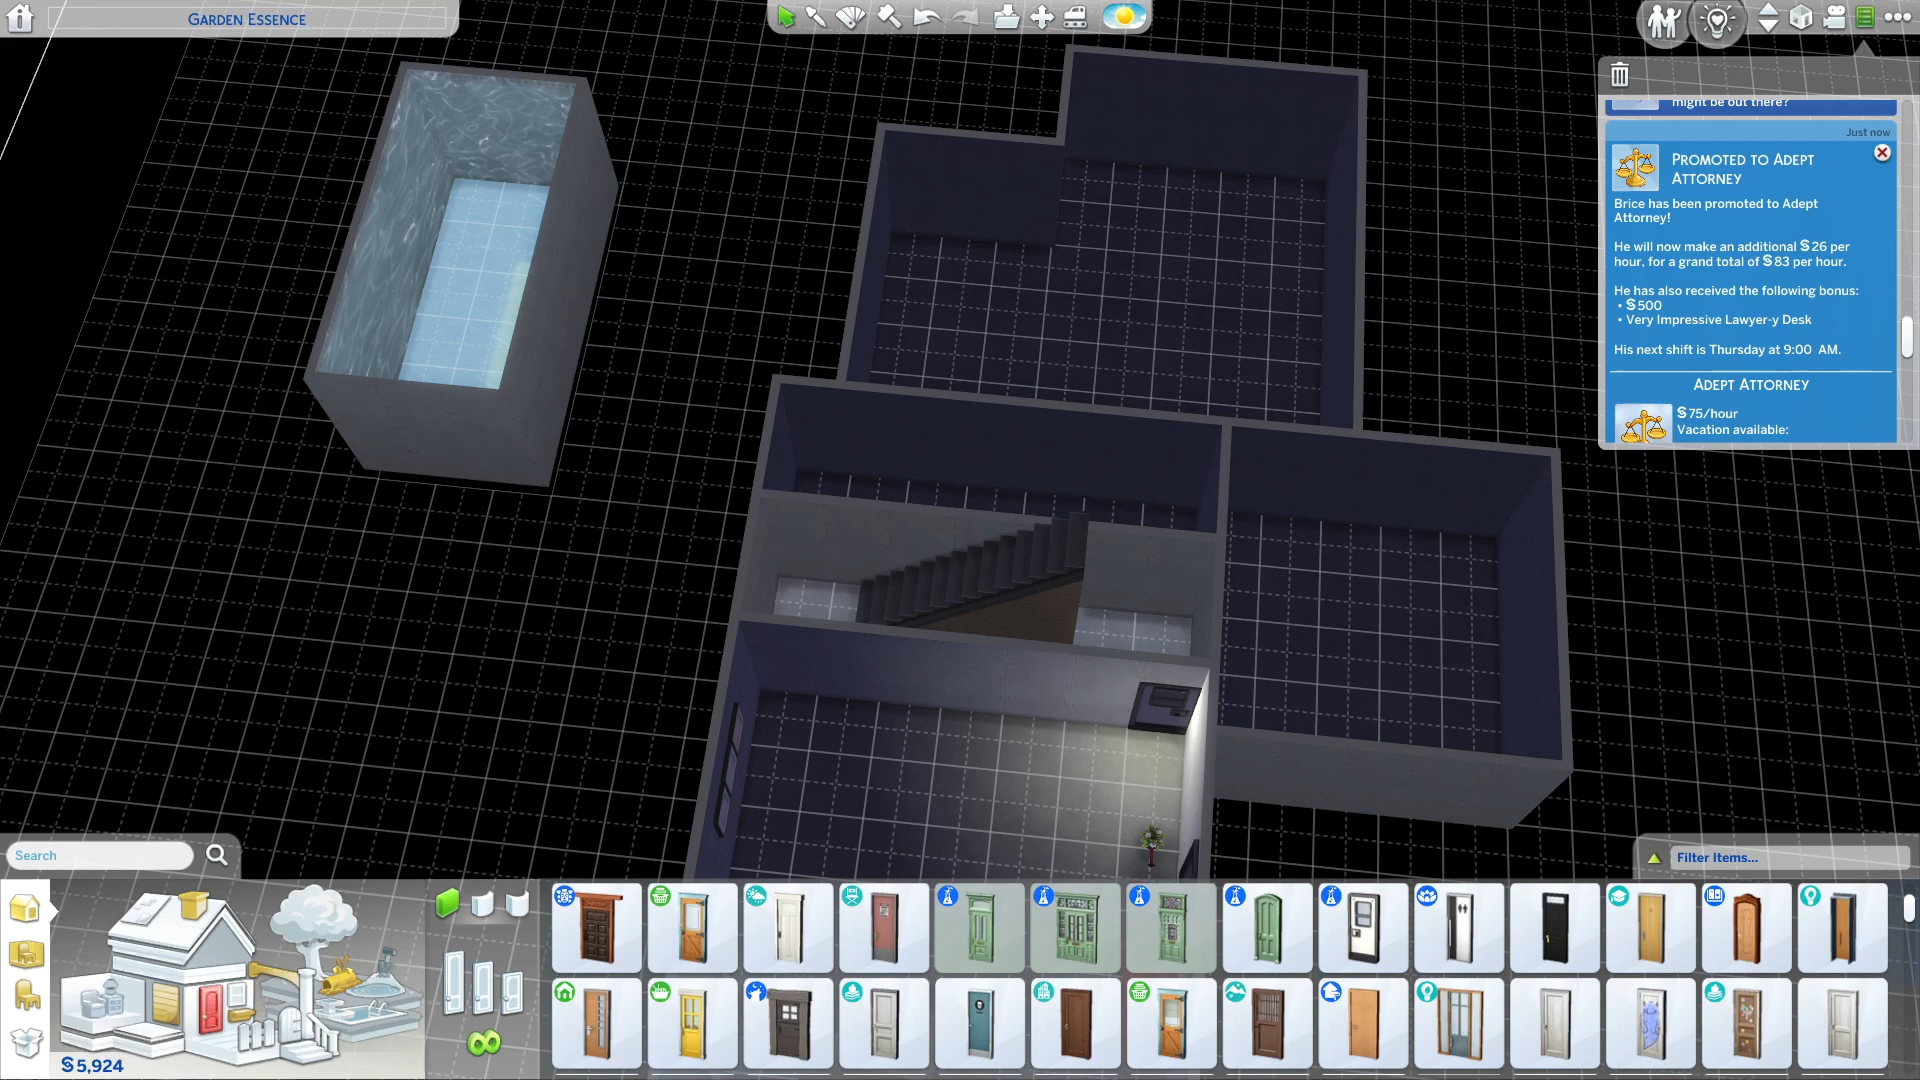 GARDEN ESSENCE
might be out there?
Just now
PROMOTED TO ADEPT
ATTORNEY
Brice has been promoted to Adept
Attorney!
He will now make an additional §26 per
hour, for a grand total of §83 per hour.
He has also received the following bonus:
• §500
• Very Impressive Lawyer-y Desk
His next shift is Thursday at 9:00 AM.
ADEPT ATTORNEY
§75/hour
Vacation available:
Search
Filter Items...
§5,924